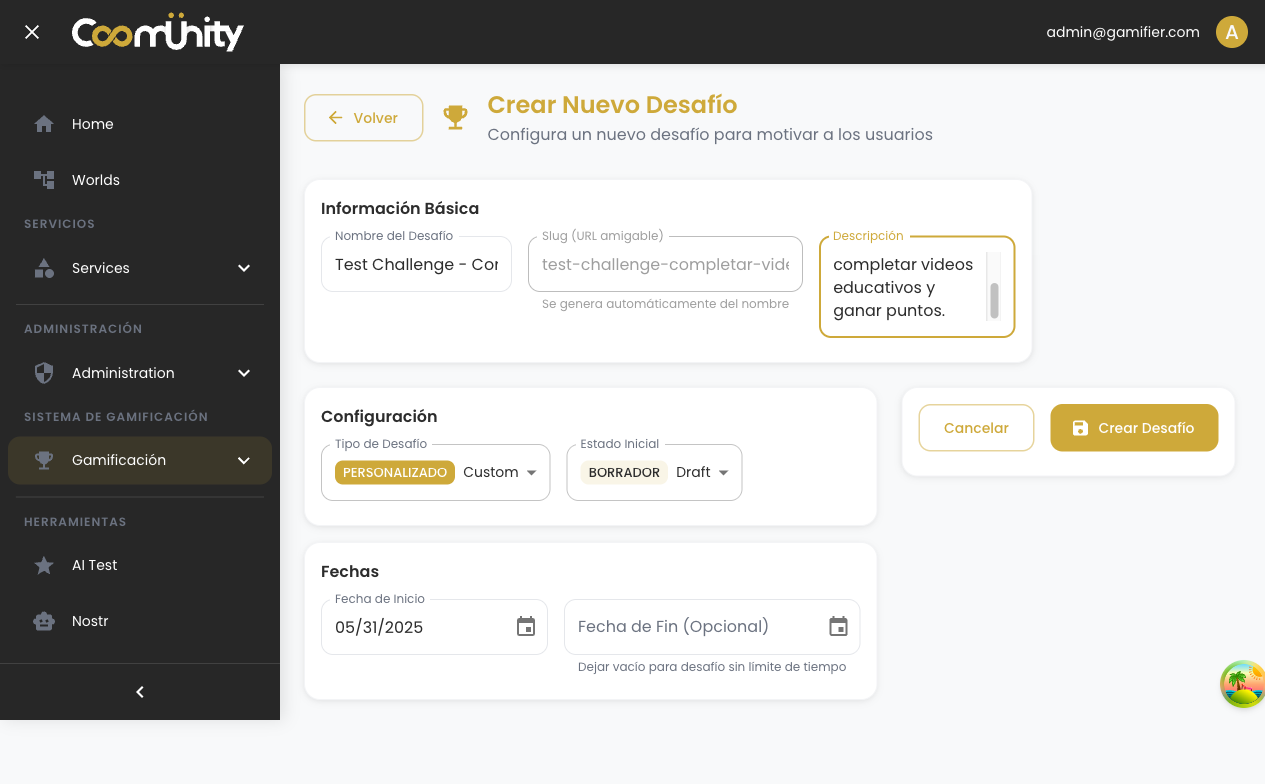 Coomünity
admin@gamifier.com
A
Home
Worlds
SERVICIOS
Services
ADMINISTRACIÓN
Administration
SISTEMA DE GAMIFICACIÓN
Gamificación
HERRAMIENTAS
AI Test
Nostr
Volver
Crear Nuevo Desafío
Configura un nuevo desafío para motivar a los usuarios
Información Básica
Nombre del Desafío
Test Challenge - Cor
Slug (URL amigable)
test-challenge-completar-vide
Se genera automáticamente del nombre
Descripción
completar videos
educativos y
ganar puntos.
Configuración
Tipo de Desafío
PERSONALIZADO Custom
Estado Inicial
BORRADOR Draft
Cancelar
Crear Desafío
Fechas
Fecha de Inicio
05/31/2025
Fecha de Fin (Opcional)
Dejar vacío para desafío sin límite de tiempo